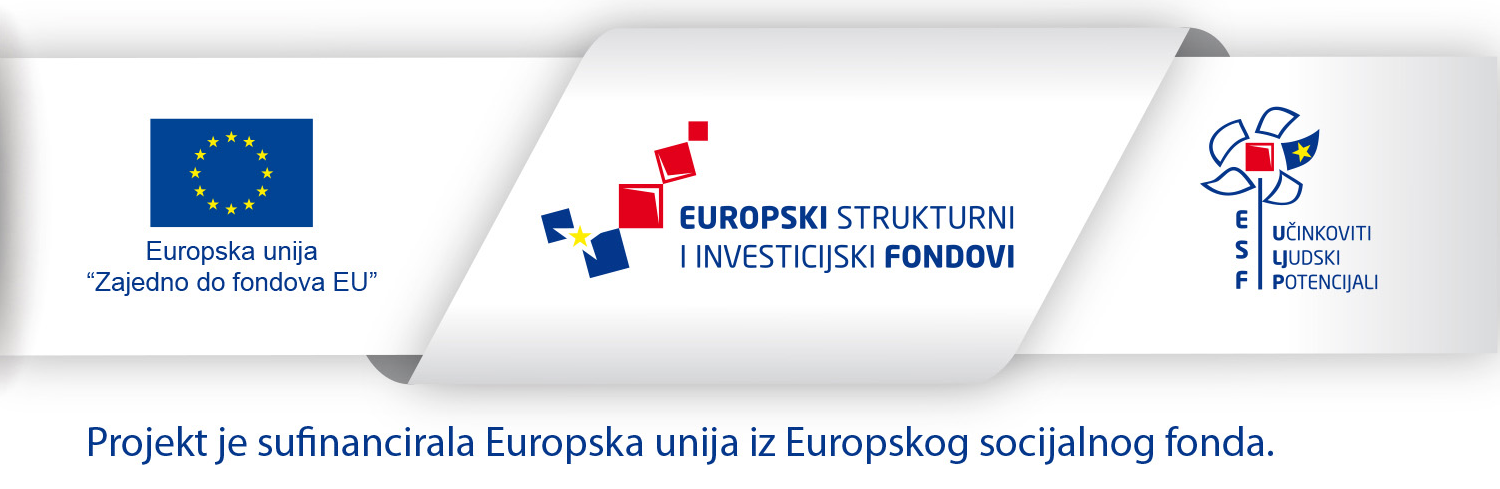 Europska unija
“Zajedno do fondova EU”
EUROPSKI STRUKTURNI
I INVESTICIJSKI FONDOVI
E
S
F
UČINKOVITI
LJUDSKI
POTENCIJALI
Projekt je sufinancirala Europska unija iz Europskog socijalnog fonda.